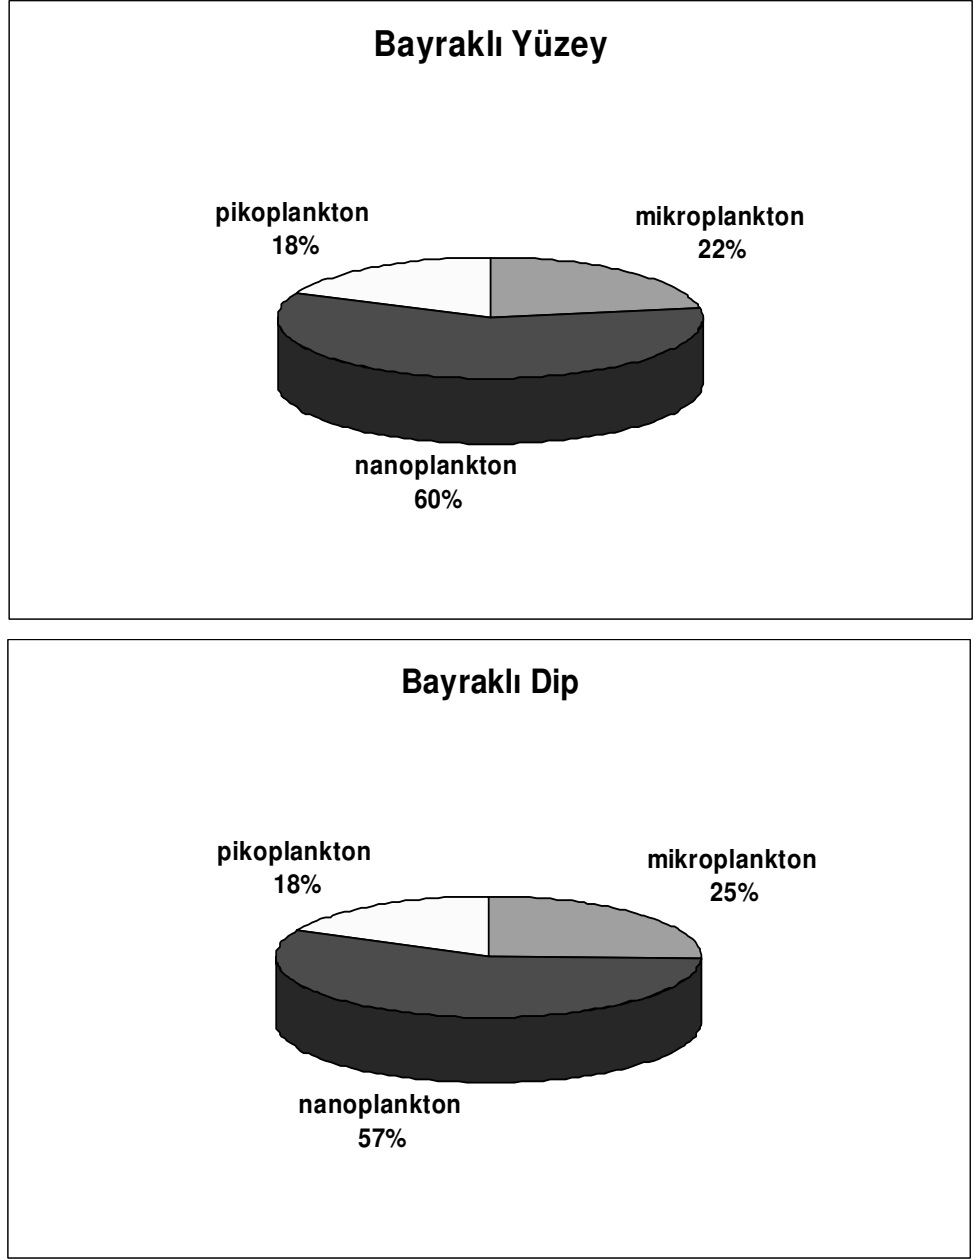 Bayraklı Yüzey
pikoplankton
18%
mikroplankton
22%
nanoplankton
60%
Bayraklı Dip
pikoplankton
18%
mikroplankton
25%
nanoplankton
57%